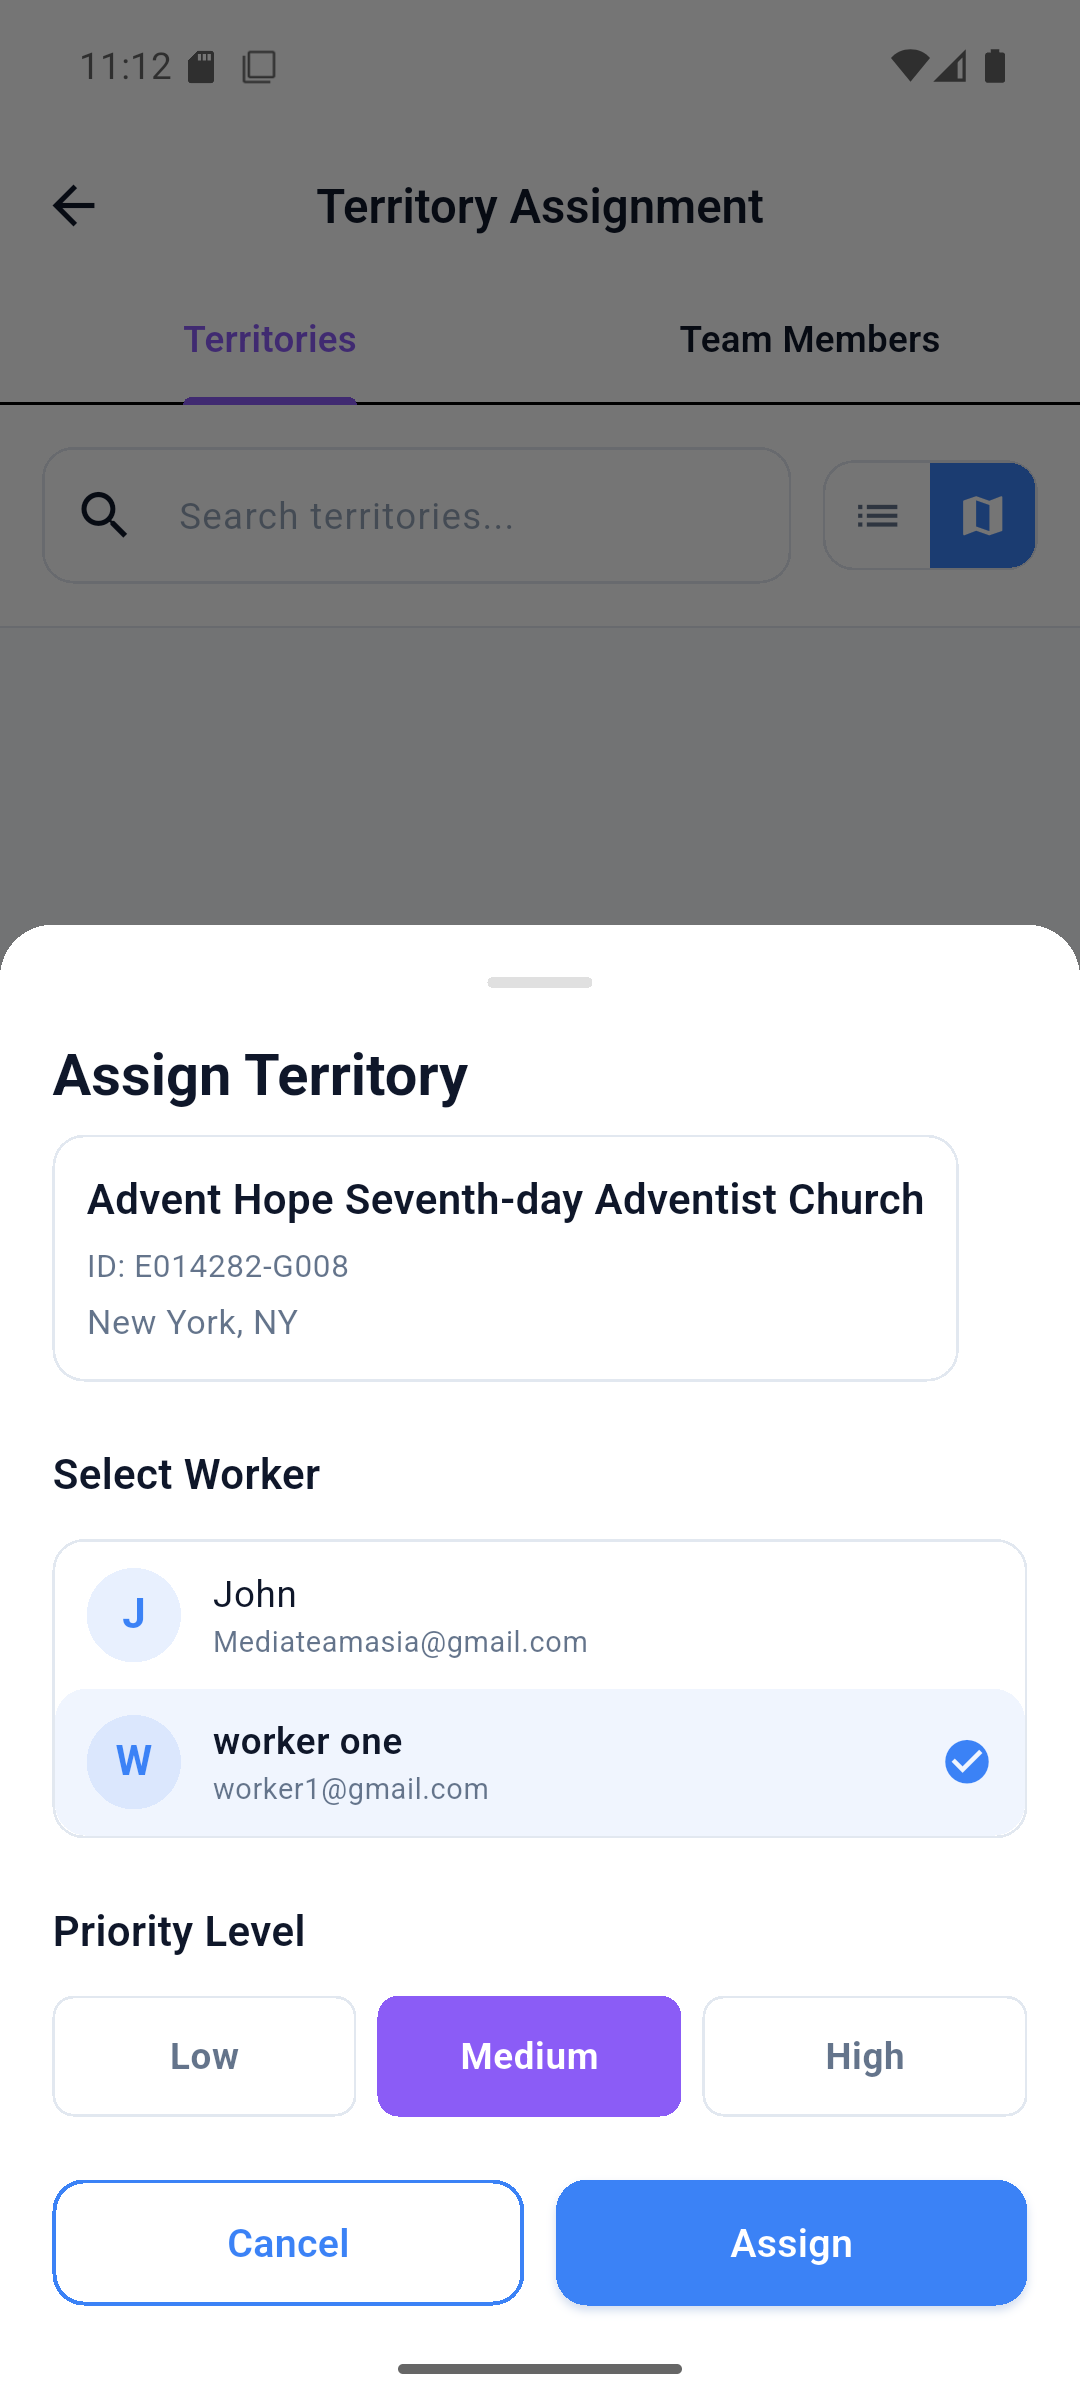 11:12
Territory Assignment
Territories
Team Members
Search territories...
Assign Territory
Advent Hope Seventh-day Adventist Church
ID: E014282-G008
New York, NY
Select Worker
J
John
Mediateamasia@gmail.com
W
worker one
worker1@gmail.com
Priority Level
Low
Medium
High
Cancel
Assign